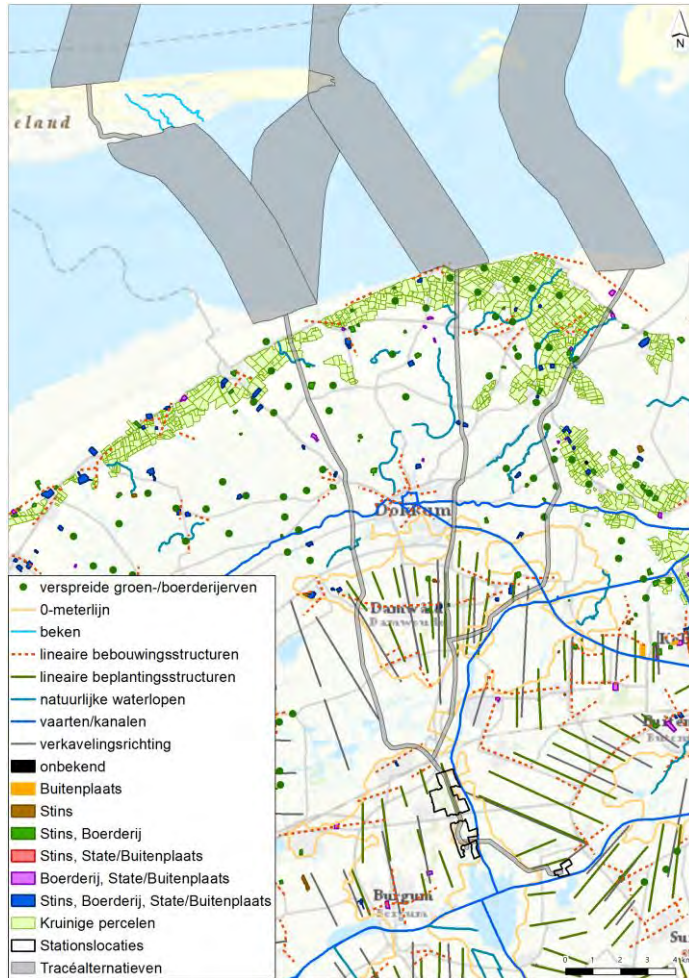 N
eland
Dokkum
Damwâld
Damwoude
Burgum
Bergum
verspreide groen-/boerderijerven
0-meterlijn
beken
lineaire bebouwingsstructuren
lineaire beplantingsstructuren
natuurlijke waterlopen
vaarten/kanalen
verkavelingsrichting
onbekend
Buitenplaats
Stins
Stins, Boerderij
Stins, State/Buitenplaats
Boerderij, State/Buitenplaats
Stins, Boerderij, State/Buitenplaats
Kruinige percelen
Stationslocaties
Tracéalternatieven
Su
0 1 2 3 4